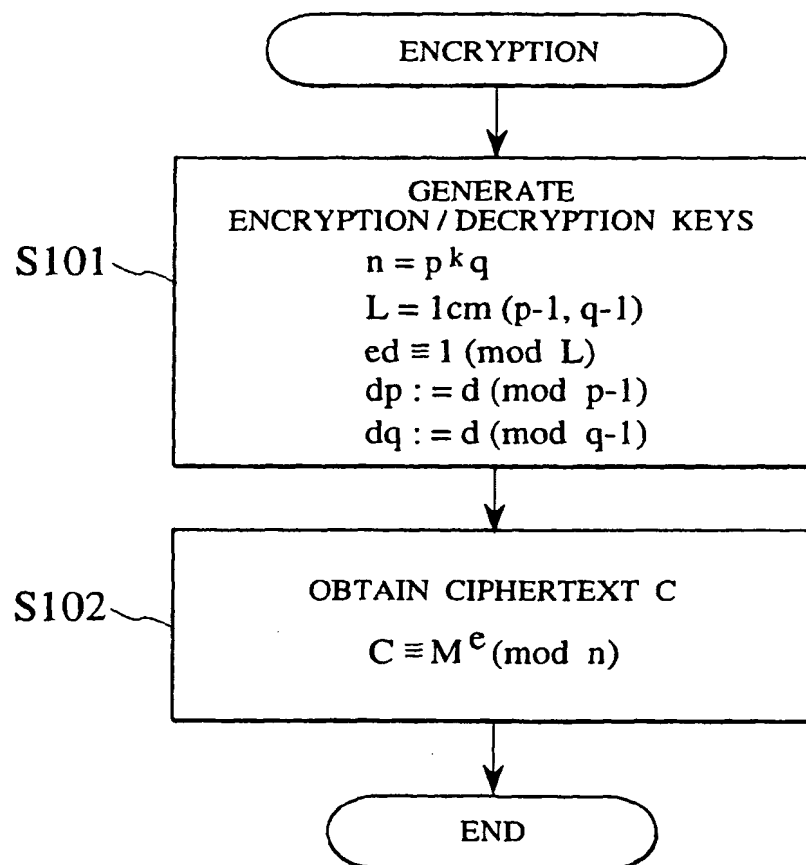 ENCRYPTION
S101
GENERATE
ENCRYPTION / DECRYPTION KEYS
n = p^k q
L = 1cm (p-1, q-1)
ed ≡ 1 (mod L)
dp : = d (mod p-1)
dq : = d (mod q-1)
S102
OBTAIN CIPHERTEXT C
C ≡ M^e (mod n)
END